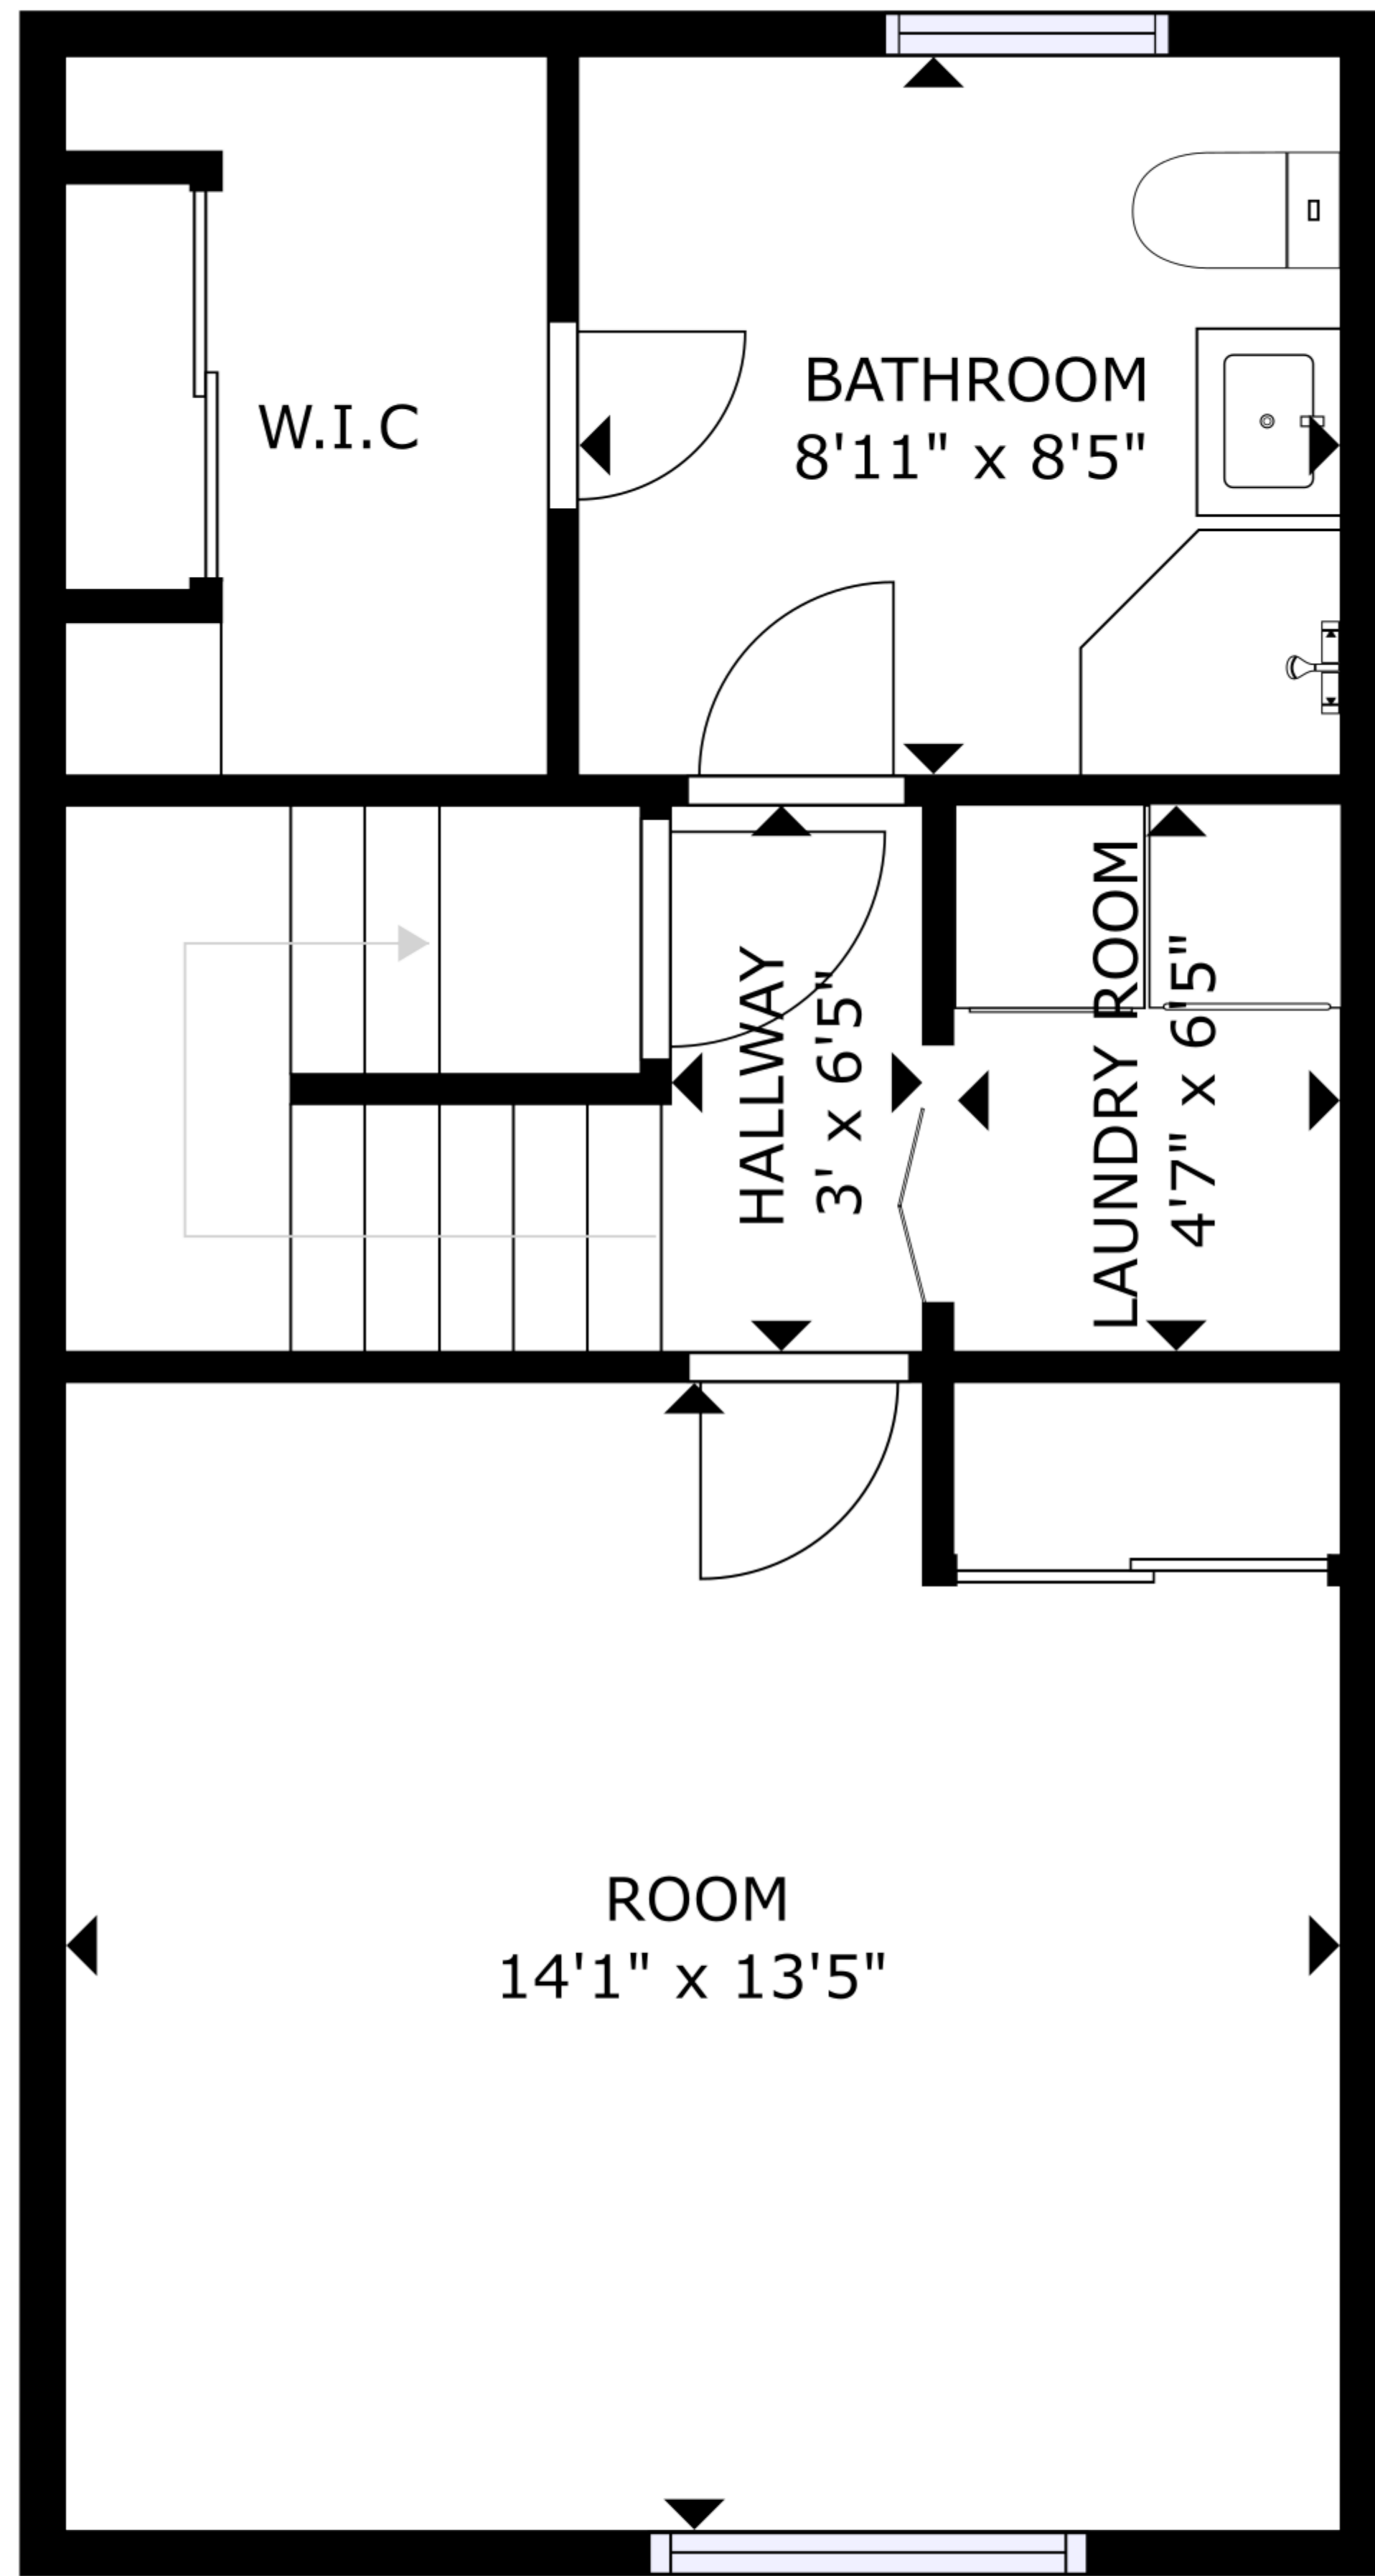 BATHROOM
8'11" x 8'5"
W.I.C
HALLWAY
3' x 6'5"
LAUNDRY ROOM
4'7" x 6'5"
ROOM
14'1" x 13'5"